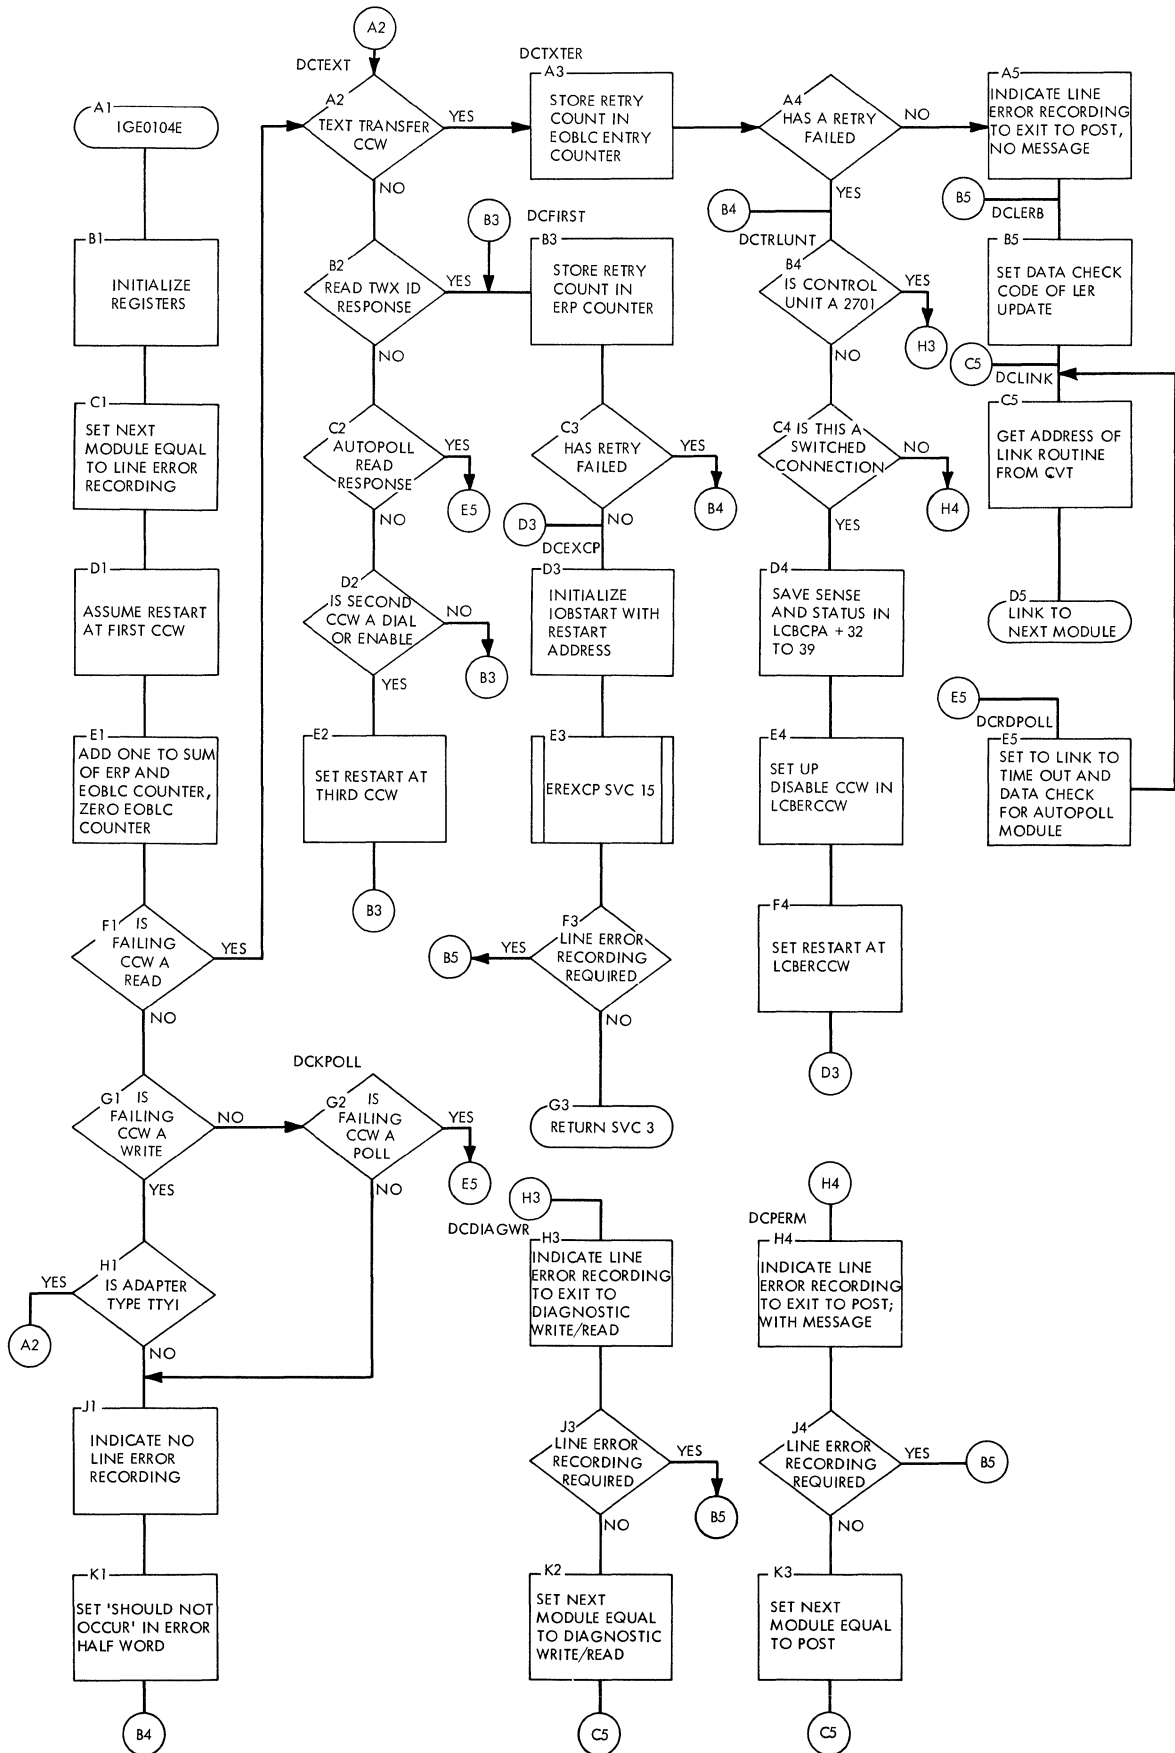 A1
IGE0104E
B1
INITIALIZE
REGISTERS
C1
SET NEXT
MODULE EQUAL
TO LINE ERROR
RECORDING
D1
ASSUME RESTART
AT FIRST CCW
E1
ADD ONE TO SUM
OF ERP AND
EOBLC COUNTER,
ZERO EOBLC
COUNTER
F1
IS
FAILING
CCW A
READ
YES
NO
G1
IS
FAILING
CCW A
WRITE
NO
YES
H1
IS ADAPTER
TYPE TTYI
YES
A2
NO
J1
INDICATE NO
LINE ERROR
RECORDING
K1
SET 'SHOULD NOT
OCCUR' IN ERROR
HALF WORD
B4
A2
DCTEXT
A2
TEXT TRANSFER
CCW
YES
NO
B2
READ TWX ID
RESPONSE
YES
NO
C2
AUTOPOLL
READ
RESPONSE
YES
E5
NO
D2
IS SECOND
CCW A DIAL
OR ENABLE
NO
B3
YES
E2
SET RESTART AT
THIRD CCW
B3
DCKPOLL
G2
IS
FAILING
CCW A
POLL
YES
E5
NO
DCTXTER
A3
STORE RETRY
COUNT IN
EOBLC ENTRY
COUNTER
B3
DCFIRST
B3
STORE RETRY
COUNT IN
ERP COUNTER
C3
HAS RETRY
FAILED
YES
B4
NO
D3
DCEXCP
D3
INITIALIZE
IOBSTART WITH
RESTART
ADDRESS
E3
EREXCP SVC 15
F3
LINE ERROR
RECORDING
REQUIRED
YES
B5
NO
G3
RETURN SVC 3
H3
DCDIAGWR
H3
INDICATE LINE
ERROR RECORDING
TO EXIT TO
DIAGNOSTIC
WRITE/READ
J3
LINE ERROR
RECORDING
REQUIRED
YES
B5
NO
K2
SET NEXT
MODULE EQUAL
TO DIAGNOSTIC
WRITE/READ
C5
A4
HAS A RETRY
FAILED
NO
YES
B4
DCTRLUNT
B4
IS CONTROL
UNIT A 2701
YES
H3
NO
C4 IS THIS A
SWITCHED
CONNECTION
NO
H4
YES
D4
SAVE SENSE
AND STATUS IN
LCBCPA + 32
TO 39
E4
SET UP
DISABLE CCW IN
LCBERCCW
F4
SET RESTART AT
LCBERCCW
D3
H4
DCPERM
H4
INDICATE LINE
ERROR RECORDING
TO EXIT TO POST;
WITH MESSAGE
J4
LINE ERROR
RECORDING
REQUIRED
YES
B5
NO
K3
SET NEXT
MODULE EQUAL
TO POST
C5
A5
INDICATE LINE
ERROR RECORDING
TO EXIT TO POST,
NO MESSAGE
B5
DCLERB
B5
SET DATA CHECK
CODE OF LER
UPDATE
C5
DCLINK
C5
GET ADDRESS OF
LINK ROUTINE
FROM CVT
D5
LINK TO
NEXT MODULE
E5
DCRDPOLL
E5
SET TO LINK TO
TIME OUT AND
DATA CHECK
FOR AUTOPOLL
MODULE